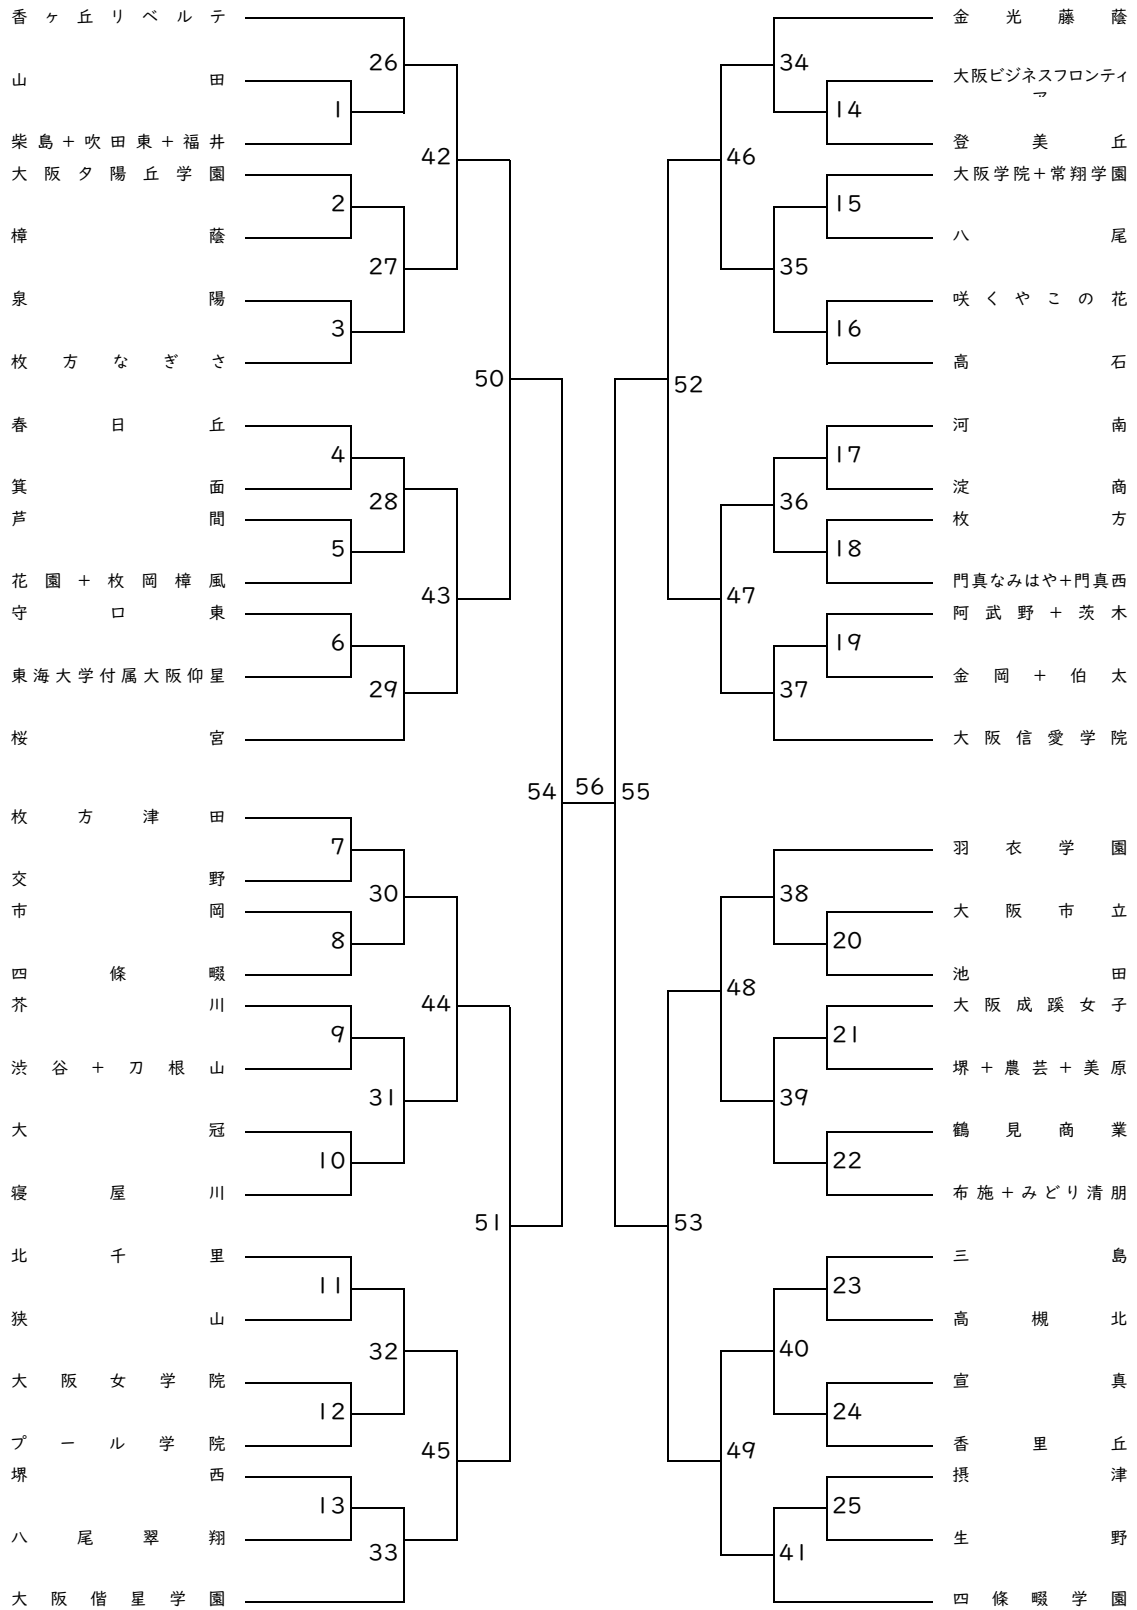 香ヶ丘リベルテ
26
山田
1
柴島+吹田東+福井
42
大阪夕陽丘学園
2
樟蔭
27
泉陽
3
枚方なぎさ
50
春日丘
4
箕面
28
芦間
5
花園+枚岡樟風
43
守口東
6
東海大学付属大阪仰星
29
桜宮
54
56
55
枚方津田
7
交野
30
市岡
8
四條畷
44
芥川
9
渋谷+刀根山
31
大冠
10
寝屋川
51
北千里
11
狭山
32
大阪女学院
12
プール学院
45
堺西
13
八尾翠翔
33
大阪偕星学園
金光藤蔭
34
大阪ビジネスフロンティ
ア
14
登美丘
46
大阪学院+常翔学園
15
八尾
35
咲くやこの花
16
高石
52
河南
17
淀商
36
枚方
18
門真なみはや+門真西
47
阿武野+茨木
19
金岡+伯太
37
大阪信愛学院
羽衣学園
38
大阪市立
20
池田
48
大阪成蹊女子
21
堺+農芸+美原
39
鶴見商業
22
布施+みどり清朋
53
三島
23
高槻北
40
宣真
24
香里丘
49
摂津
25
生野
41
四條畷学園